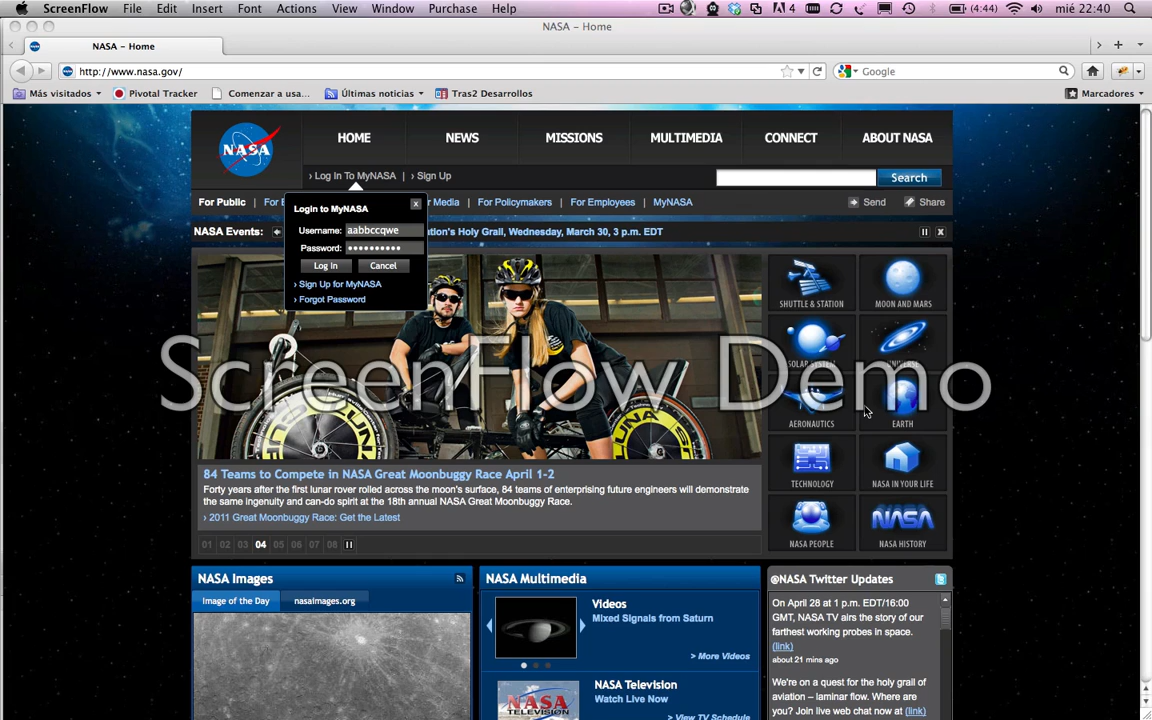 ScreenFlow File Edit Insert Font Actions View Window Purchase Help 4 (4:44) mié 22:40
NASA – Home
NASA – Home
http://www.nasa.gov/ Google
Más visitados Pivotal Tracker Comenzar a usa... Últimas noticias Tras2 Desarrollos Marcadores
NASA HOME NEWS MISSIONS MULTIMEDIA CONNECT ABOUT NASA
› Log In To MyNASA | › Sign Up Search
For Public | For E Media | For Policymakers | For Employees | MyNASA Send Share
NASA Events: tion's Holy Grail, Wednesday, March 30, 3 p.m. EDT
Login to MyNASA x
Username: aabbccqwe
Password: ••••••••••
Log In Cancel
› Sign Up for MyNASA
› Forgot Password
SHUTTLE & STATION MOON AND MARS
SOLAR SYSTEM UNIVERSE
ScreenFlow Demo
AERONAUTICS EARTH
TECHNOLOGY NASA IN YOUR LIFE
NASA
NASA PEOPLE NASA HISTORY
84 Teams to Compete in NASA Great Moonbuggy Race April 1-2
Forty years after the first lunar rover rolled across the moon's surface, 84 teams of enterprising future engineers will demonstrate
the same ingenuity and can-do spirit at the 18th annual NASA Great Moonbuggy Race.
› 2011 Great Moonbuggy Race: Get the Latest
01 02 03 04 05 06 07 08
NASA Images
Image of the Day nasaimages.org
NASA Multimedia
Videos
Mixed Signals from Saturn
> More Videos
NASA TELEVISION
NASA Television
Watch Live Now
> View TV Schedule
@NASA Twitter Updates
On April 28 at 1 p.m. EDT/16:00
GMT, NASA TV airs the story of our
farthest working probes in space.
(link)
about 21 mins ago
We're on a quest for the holy grail of
aviation – laminar flow. Where are
you? Join live web chat now at (link)